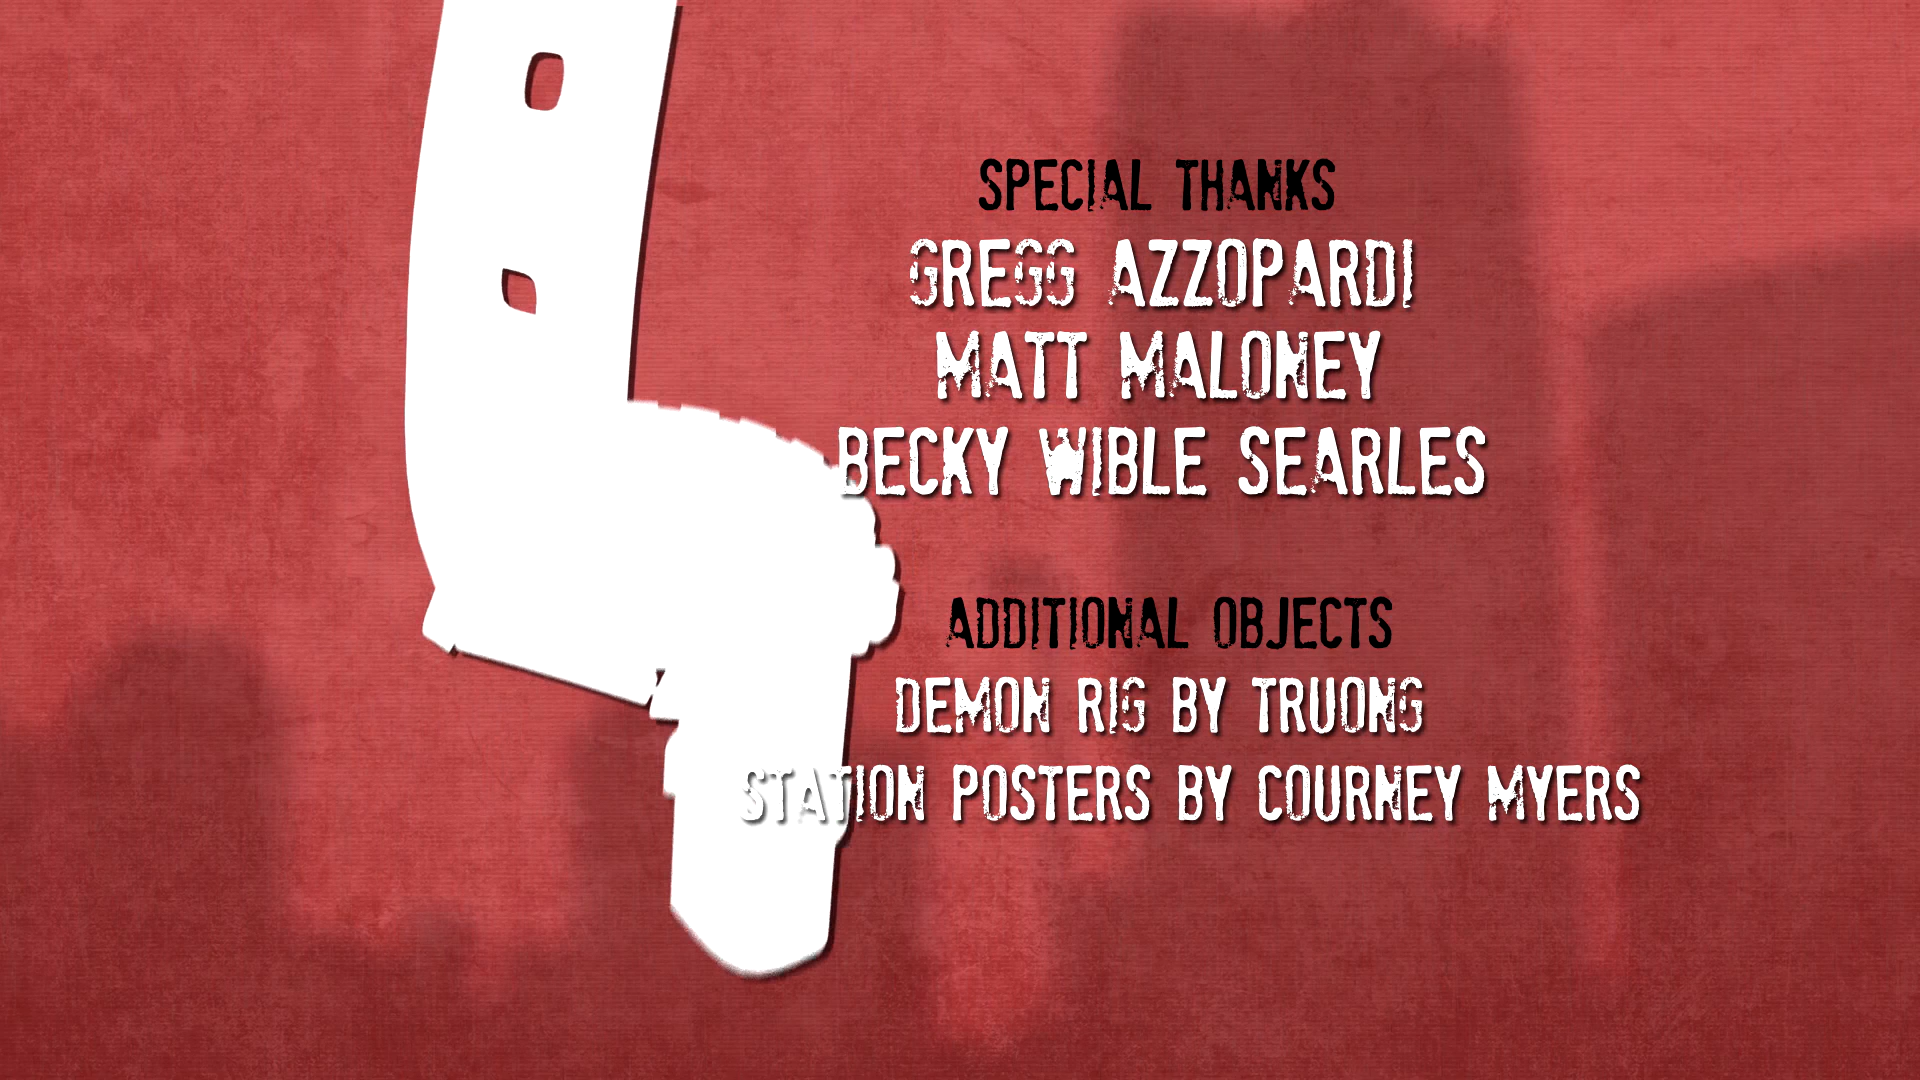 SPECIAL THANKS
GREGG AZZOPARDI
MATT MALONEY
BECKY WIBLE SEARLES
ADDITIONAL OBJECTS
DEMON RIG BY TRUONG
STATION POSTERS BY COURNEY MYERS